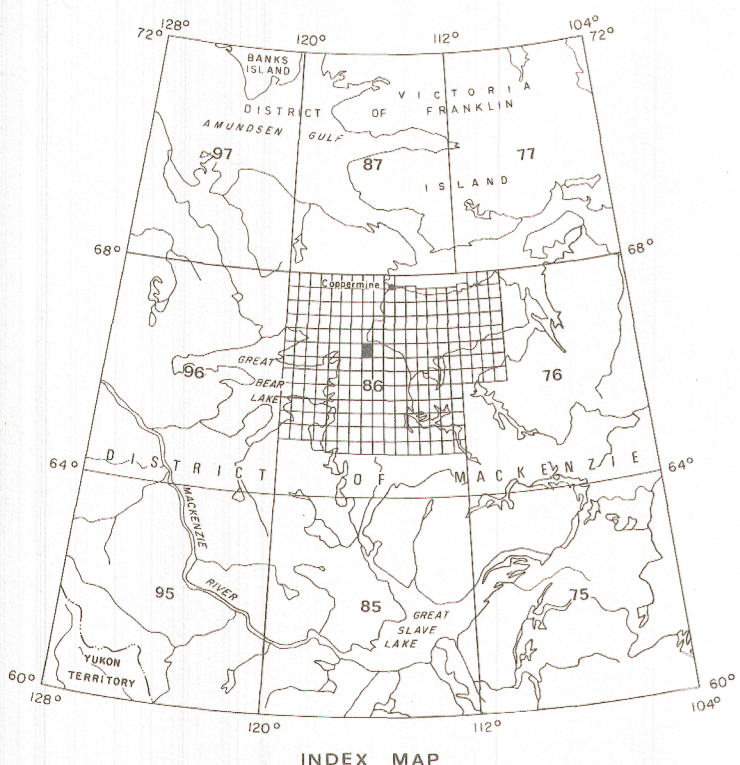 128°
72°
120°
112°
104°
72°
BANKS
ISLAND
VICTORIA
DISTRICT OF FRANKLIN
AMUNDSEN GULF
97
87
77
ISLAND
68°
68°
Coppermine
GREAT
96
BEAR
86
76
LAKE
DISTRICT OF MACKENZIE
64°
64°
MACKENZIE
RIVER
95
85
75
GREAT
SLAVE
LAKE
YUKON
TERRITORY
60°
128°
60°
104°
120°
112°
INDEX MAP